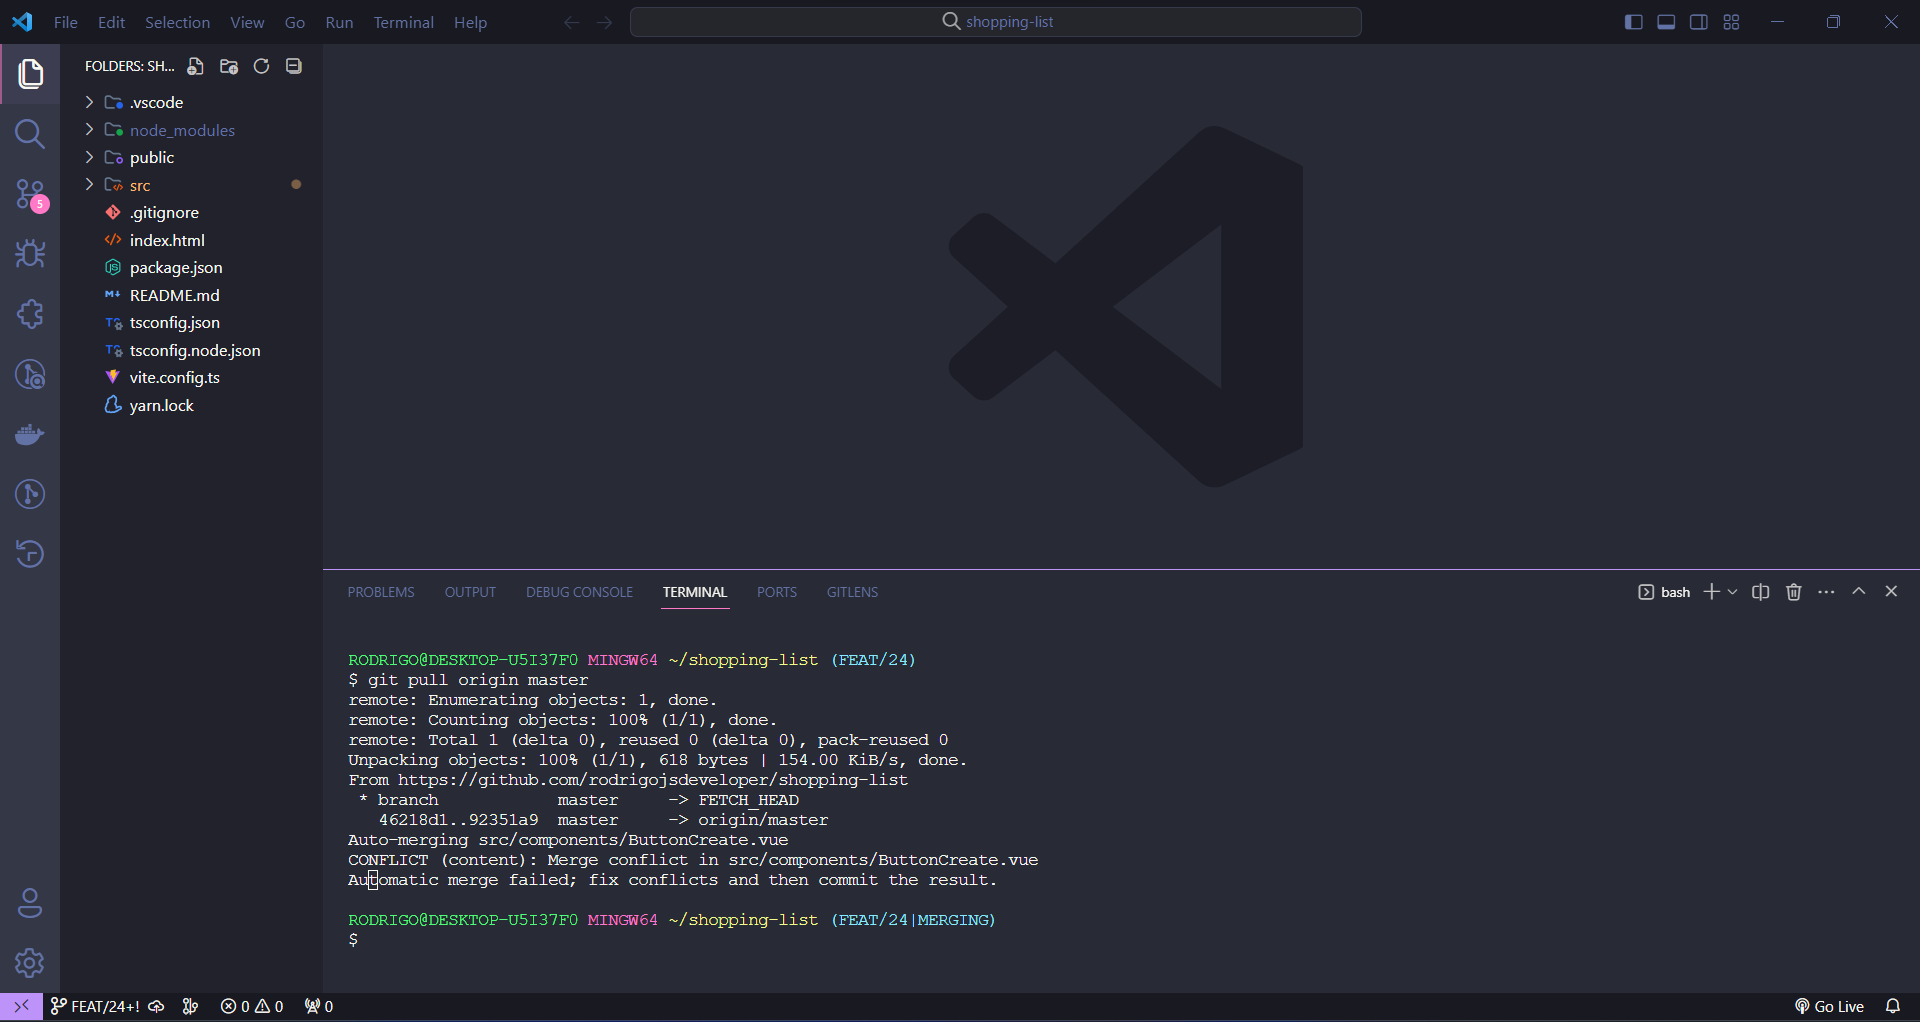 File Edit Selection View Go Run Terminal Help
shopping-list
FOLDERS: SH...
.vscode
node_modules
public
src
.gitignore
index.html
package.json
README.md
tsconfig.json
tsconfig.node.json
vite.config.ts
yarn.lock
5
PROBLEMS OUTPUT DEBUG CONSOLE TERMINAL PORTS GITLENS
bash
RODRIGO@DESKTOP-U5I37F0 MINGW64 ~/shopping-list (FEAT/24)
$ git pull origin master
remote: Enumerating objects: 1, done.
remote: Counting objects: 100% (1/1), done.
remote: Total 1 (delta 0), reused 0 (delta 0), pack-reused 0
Unpacking objects: 100% (1/1), 618 bytes | 154.00 KiB/s, done.
From https://github.com/rodrigojsdeveloper/shopping-list
* branch master -> FETCH_HEAD
46218d1..92351a9 master -> origin/master
Auto-merging src/components/ButtonCreate.vue
CONFLICT (content): Merge conflict in src/components/ButtonCreate.vue
Automatic merge failed; fix conflicts and then commit the result.
RODRIGO@DESKTOP-U5I37F0 MINGW64 ~/shopping-list (FEAT/24|MERGING)
$
FEAT/24+! 0 0 0
Go Live